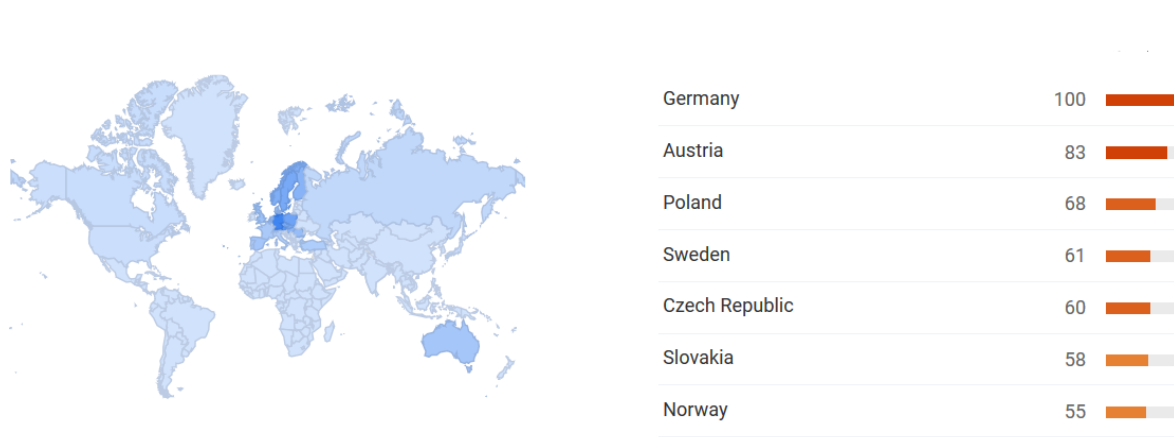 Germany 100
Austria 83
Poland 68
Sweden 61
Czech Republic 60
Slovakia 58
Norway 55